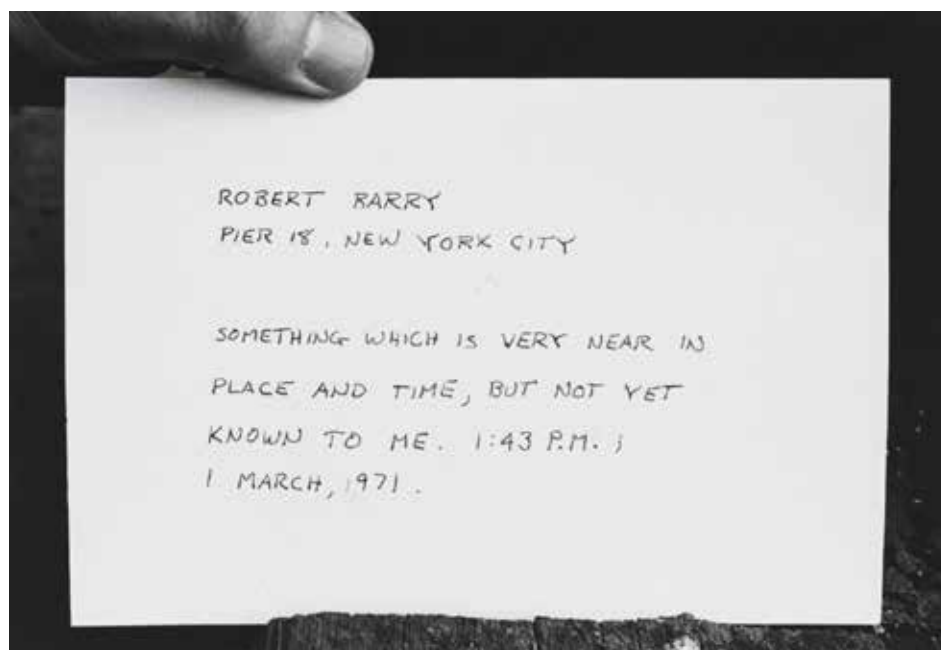 ROBERT BARRY
PIER 18, NEW YORK CITY
SOMETHING WHICH IS VERY NEAR IN
PLACE AND TIME, BUT NOT YET
KNOWN TO ME. 1:43 P.M. ;
1 MARCH, 1971.